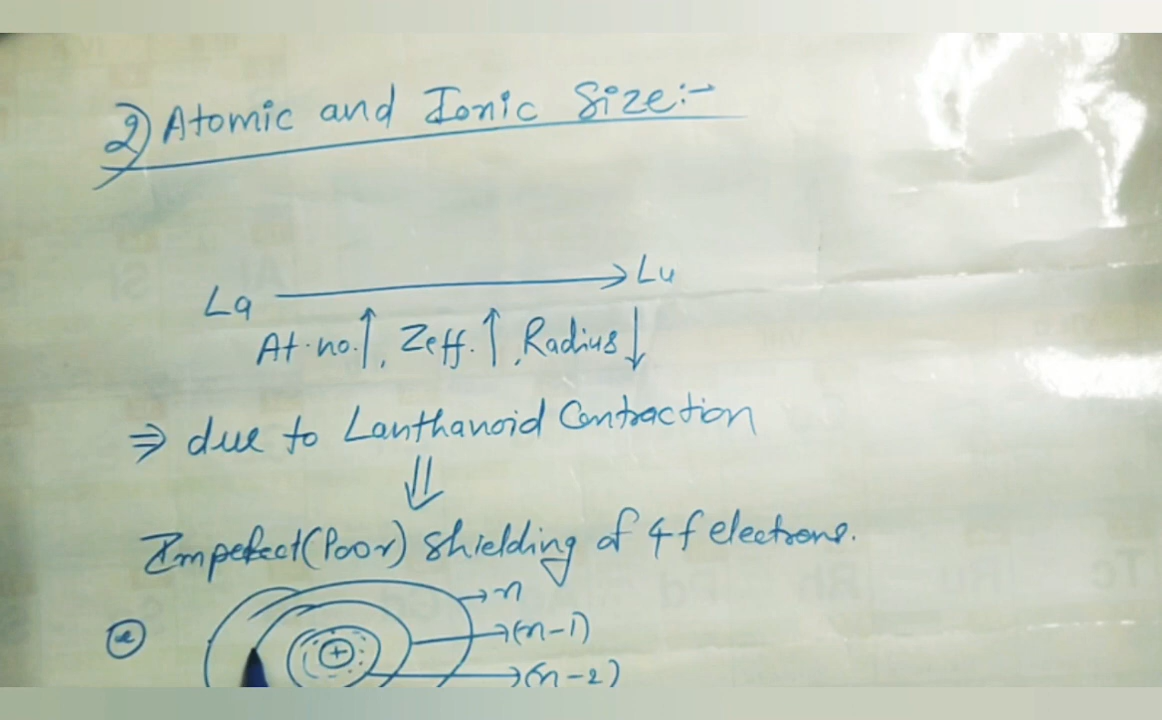 2) Atomic and Ionic Size:-
La → Lu
At. no. ↑, Zeff. ↑, Radius ↓
⇒ due to Lanthanoid Contraction
⇓
Impefect (Poor) Shielding of 4f electrons.
→ n
→ (n-1)
+
→ (n-2)